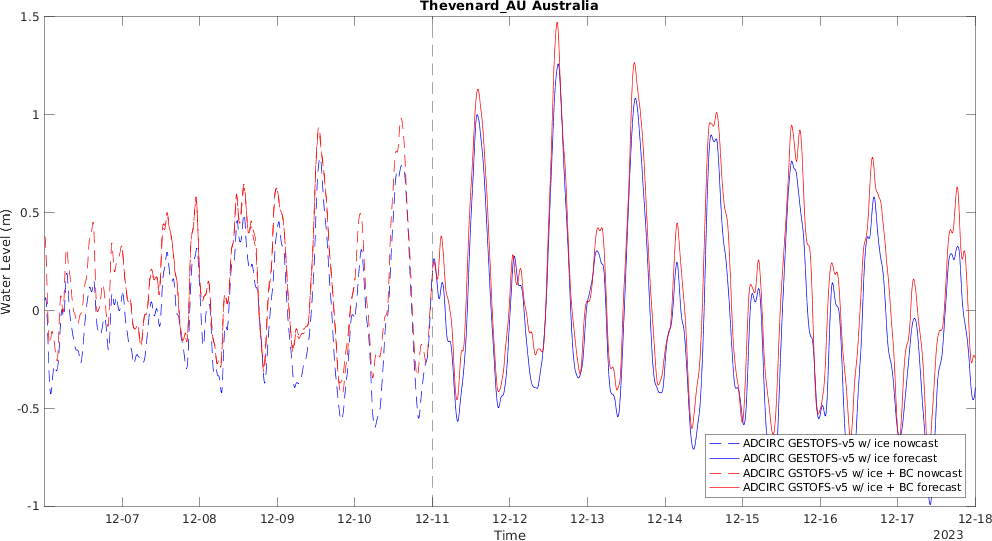 Thevenard_AU Australia
1.5
1
0.5
0
-0.5
-1
Water Level (m)
ADCIRC GESTOFS-v5 w/ ice nowcast
ADCIRC GESTOFS-v5 w/ ice forecast
ADCIRC GSTOFS-v5 w/ ice + BC nowcast
ADCIRC GSTOFS-v5 w/ ice + BC forecast
12-07 12-08 12-09 12-10 12-11 12-12 12-13 12-14 12-15 12-16 12-17 12-18
Time
2023